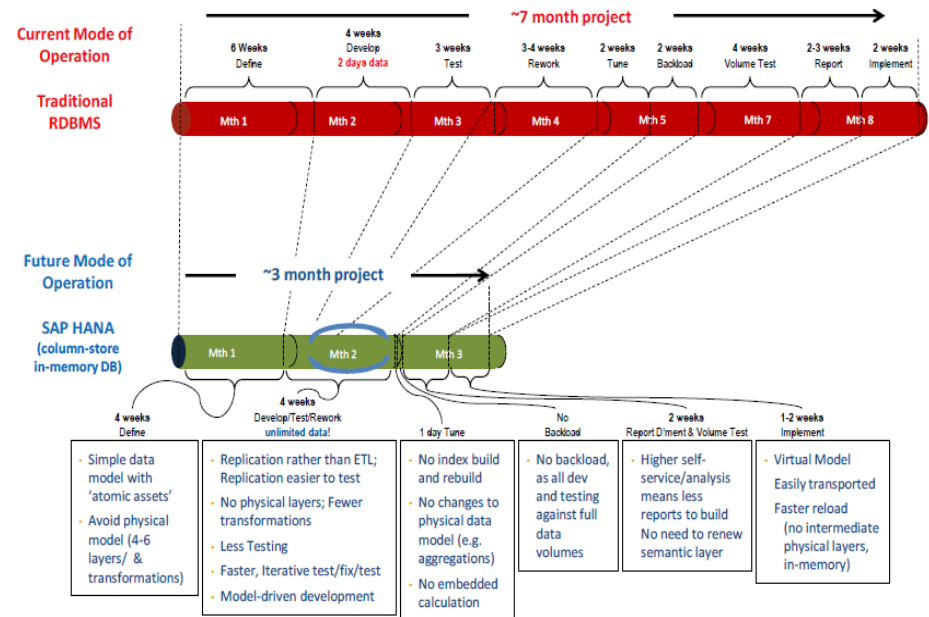 ~7 month project
Current Mode of
Operation
6 Weeks
Define
4 weeks
Develop
2 days data
3 weeks
Test
3-4 weeks
Rework
2 weeks
Tune
2 weeks
Backload
4 weeks
Volume Test
2-3 weeks
Report
2 weeks
Implement
Traditional
RDBMS
Mth 1
Mth 2
Mth 3
Mth 4
Mth 5
Mth 7
Mth 8
Future Mode of
Operation
~3 month project
SAP HANA
(column-store
in-memory DB)
Mth 1
Mth 2
Mth 3
4 weeks
Define
4 weeks
Develop/Test/Rework
unlimited data!
1 day Tune
No
Backload
2 weeks
Report D'ment & Volume Test
1-2 weeks
Implement
• Simple data
model with
'atomic assets'
• Avoid physical
model (4-6
layers/ &
transformations)
• Replication rather than ETL;
Replication easier to test
• No physical layers; Fewer
transformations
• Less Testing
• Faster, Iterative test/fix/test
• Model-driven development
• No index build
and rebuild
• No changes to
physical data
model (e.g.
aggregations)
• No embedded
calculation
• No backload,
as all dev
and testing
against full
data
volumes
• Higher self-
service/analysis
means less
reports to build
No need to renew
semantic layer
• Virtual Model
Easily transported
Faster reload
(no intermediate
physical layers,
in-memory)